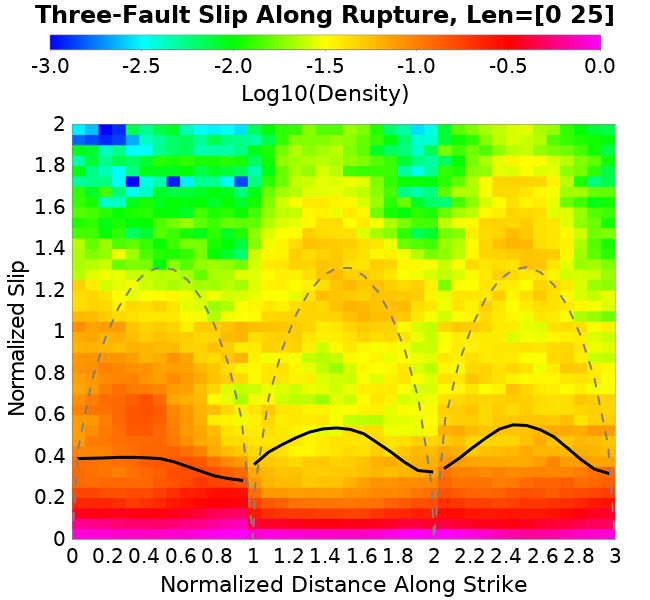 Three-Fault Slip Along Rupture, Len=[0 25]
-3.0 -2.5 -2.0 -1.5 -1.0 -0.5 0.0
Log10(Density)
2
1.8
1.6
1.4
1.2
1
0.8
0.6
0.4
0.2
0
Normalized Slip
0 0.2 0.4 0.6 0.8 1 1.2 1.4 1.6 1.8 2 2.2 2.4 2.6 2.8 3
Normalized Distance Along Strike